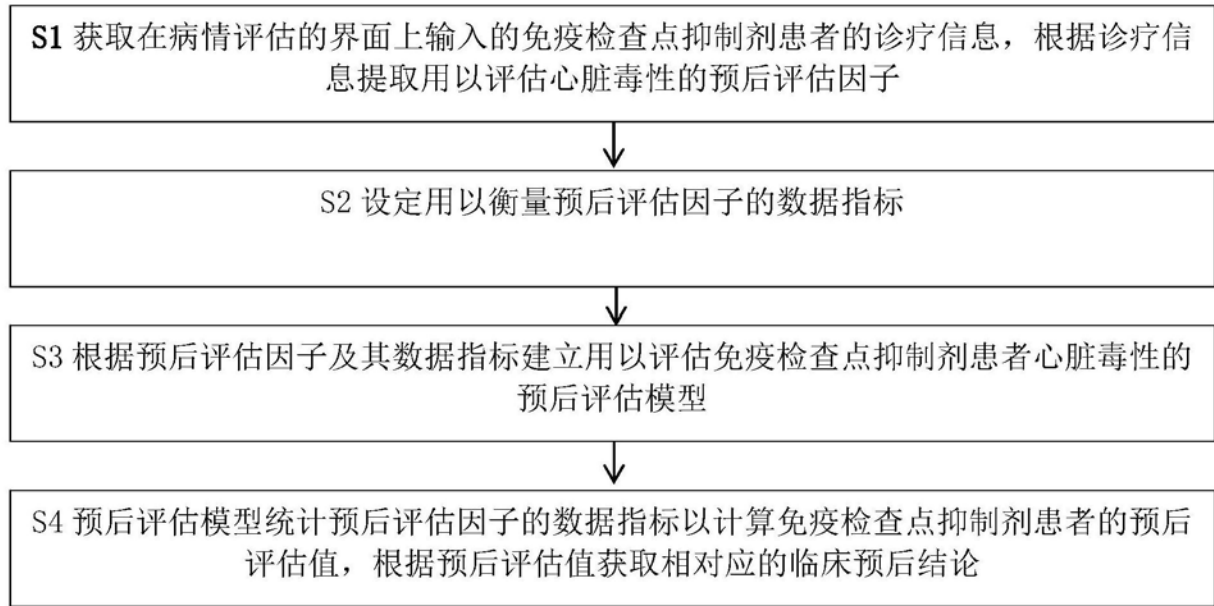 S1 获取在病情评估的界面上输入的免疫检查点抑制剂患者的诊疗信息，根据诊疗信
息提取用以评估心脏毒性的预后评估因子
S2 设定用以衡量预后评估因子的数据指标
S3 根据预后评估因子及其数据指标建立用以评估免疫检查点抑制剂患者心脏毒性的
预后评估模型
S4 预后评估模型统计预后评估因子的数据指标以计算免疫检查点抑制剂患者的预后
评估值，根据预后评估值获取相对应的临床预后结论